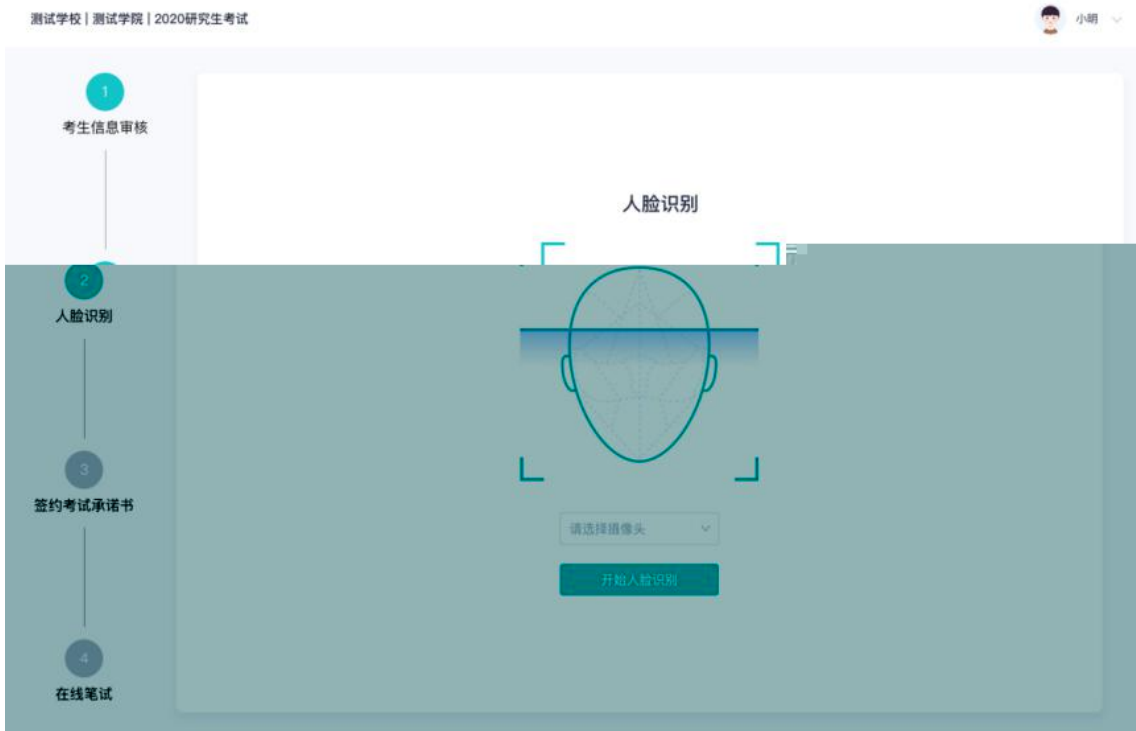 测试学校 | 测试学院 | 2020研究生考试
小明
1
考生信息审核
人脸识别
2
人脸识别
3
签约考试承诺书
请选择摄像头
开始人脸识别
4
在线笔试